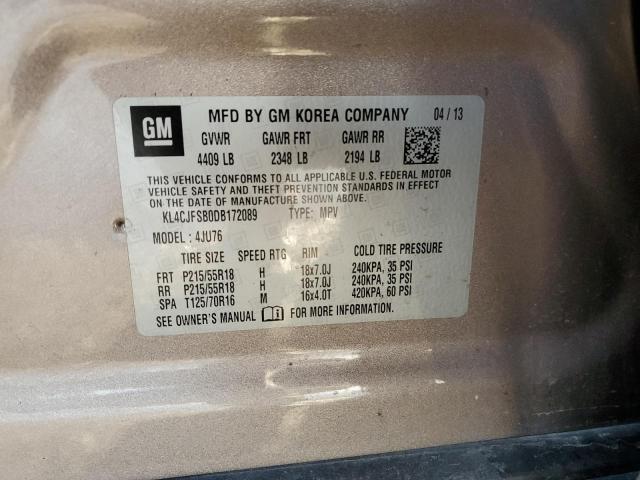 GM
MFD BY GM KOREA COMPANY 04 / 13
GVWR GAWR FRT GAWR RR
4409 LB 2348 LB 2194 LB
THIS VEHICLE CONFORMS TO ALL APPLICABLE U.S. FEDERAL MOTOR
VEHICLE SAFETY AND THEFT PREVENTION STANDARDS IN EFFECT
ON THE DATE OF MANUFACTURE SHOWN ABOVE.
KL4CJFSB0DB172089 TYPE: MPV
MODEL : 4JU76
TIRE SIZE SPEED RTG RIM COLD TIRE PRESSURE
FRT P215/55R18 H 18x7.0J 240KPA, 35 PSI
RR P215/55R18 H 18x7.0J 240KPA, 35 PSI
SPA T125/70R16 M 16x4.0T 420KPA, 60 PSI
SEE OWNER'S MANUAL FOR MORE INFORMATION.